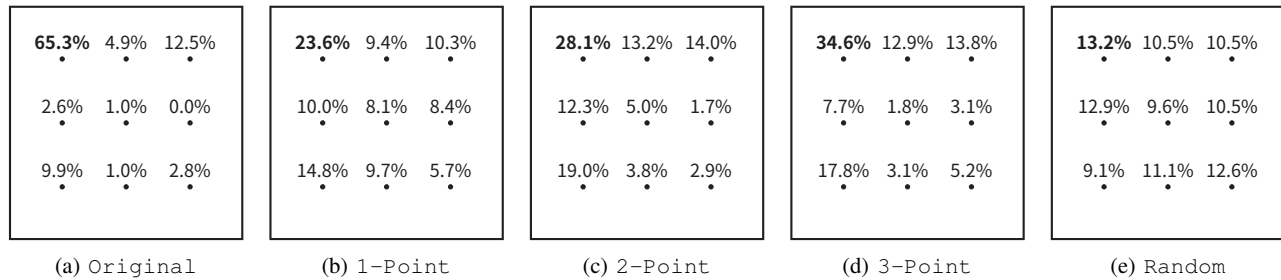 65.3% 4.9% 12.5% 23.6% 9.4% 10.3% 28.1% 13.2% 14.0% 34.6% 12.9% 13.8% 13.2% 10.5% 10.5%
2.6% 1.0% 0.0% 10.0% 8.1% 8.4% 12.3% 5.0% 1.7% 7.7% 1.8% 3.1% 12.9% 9.6% 10.5%
9.9% 1.0% 2.8% 14.8% 9.7% 5.7% 19.0% 3.8% 2.9% 17.8% 3.1% 5.2% 9.1% 11.1% 12.6%
(a) Original (b) 1-Point (c) 2-Point (d) 3-Point (e) Random